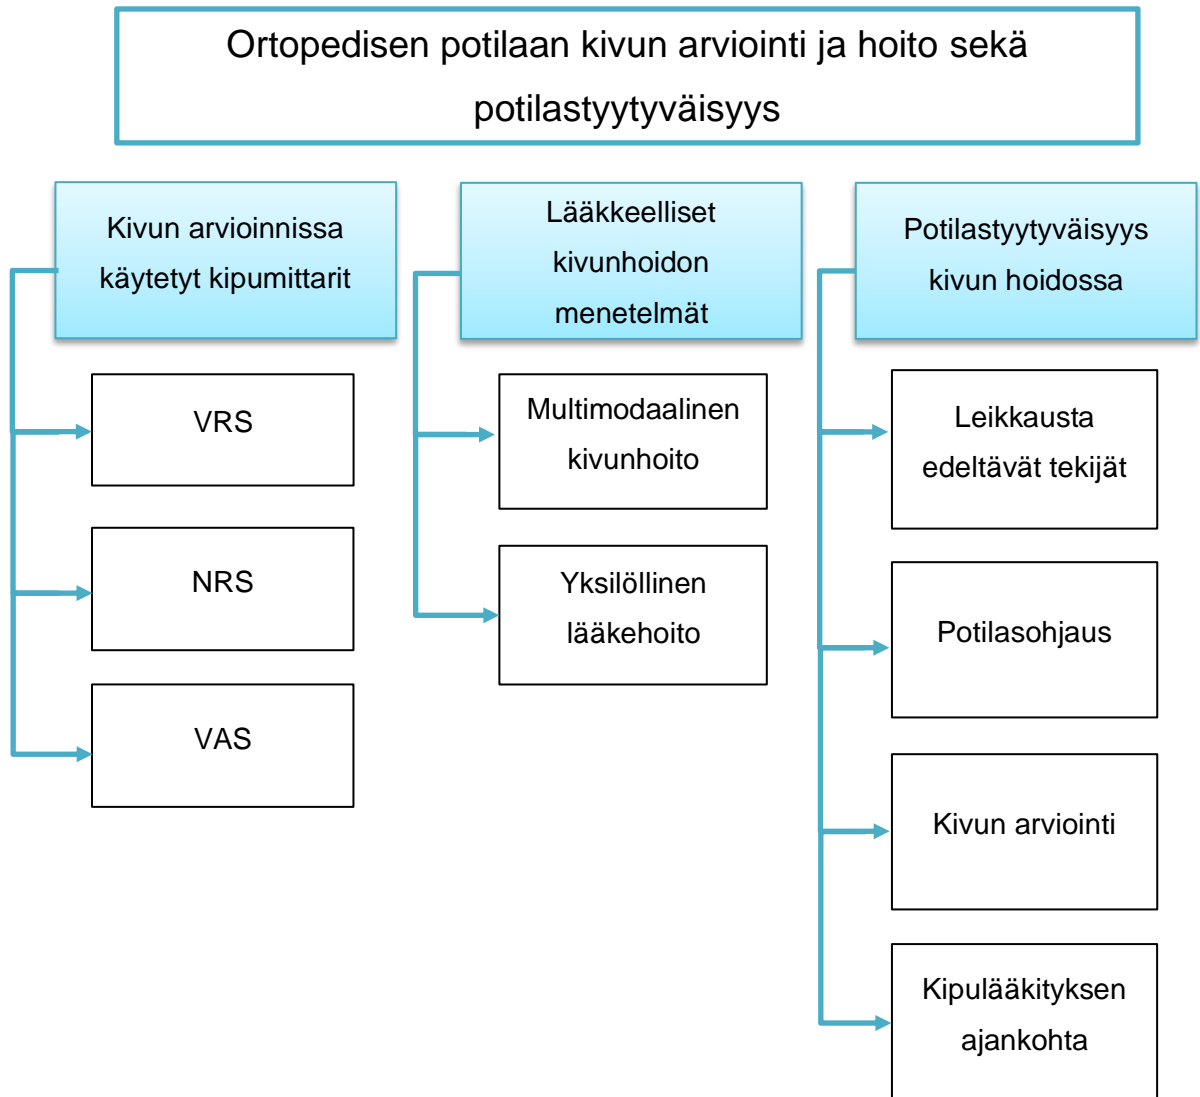 Ortopedisen potilaan kivun arviointi ja hoito sekä
potilastyytyväisyys
Kivun arvioinnissa
käytetyt kipumittarit
VRS
NRS
VAS
Lääkkeelliset
kivunhoidon
menetelmät
Multimodaalinen
kivunhoito
Yksilöllinen
lääkehoito
Potilastyytyväisyys
kivun hoidossa
Leikkausta
edeltävät tekijät
Potilasohjaus
Kivun arviointi
Kipulääkityksen
ajankohta